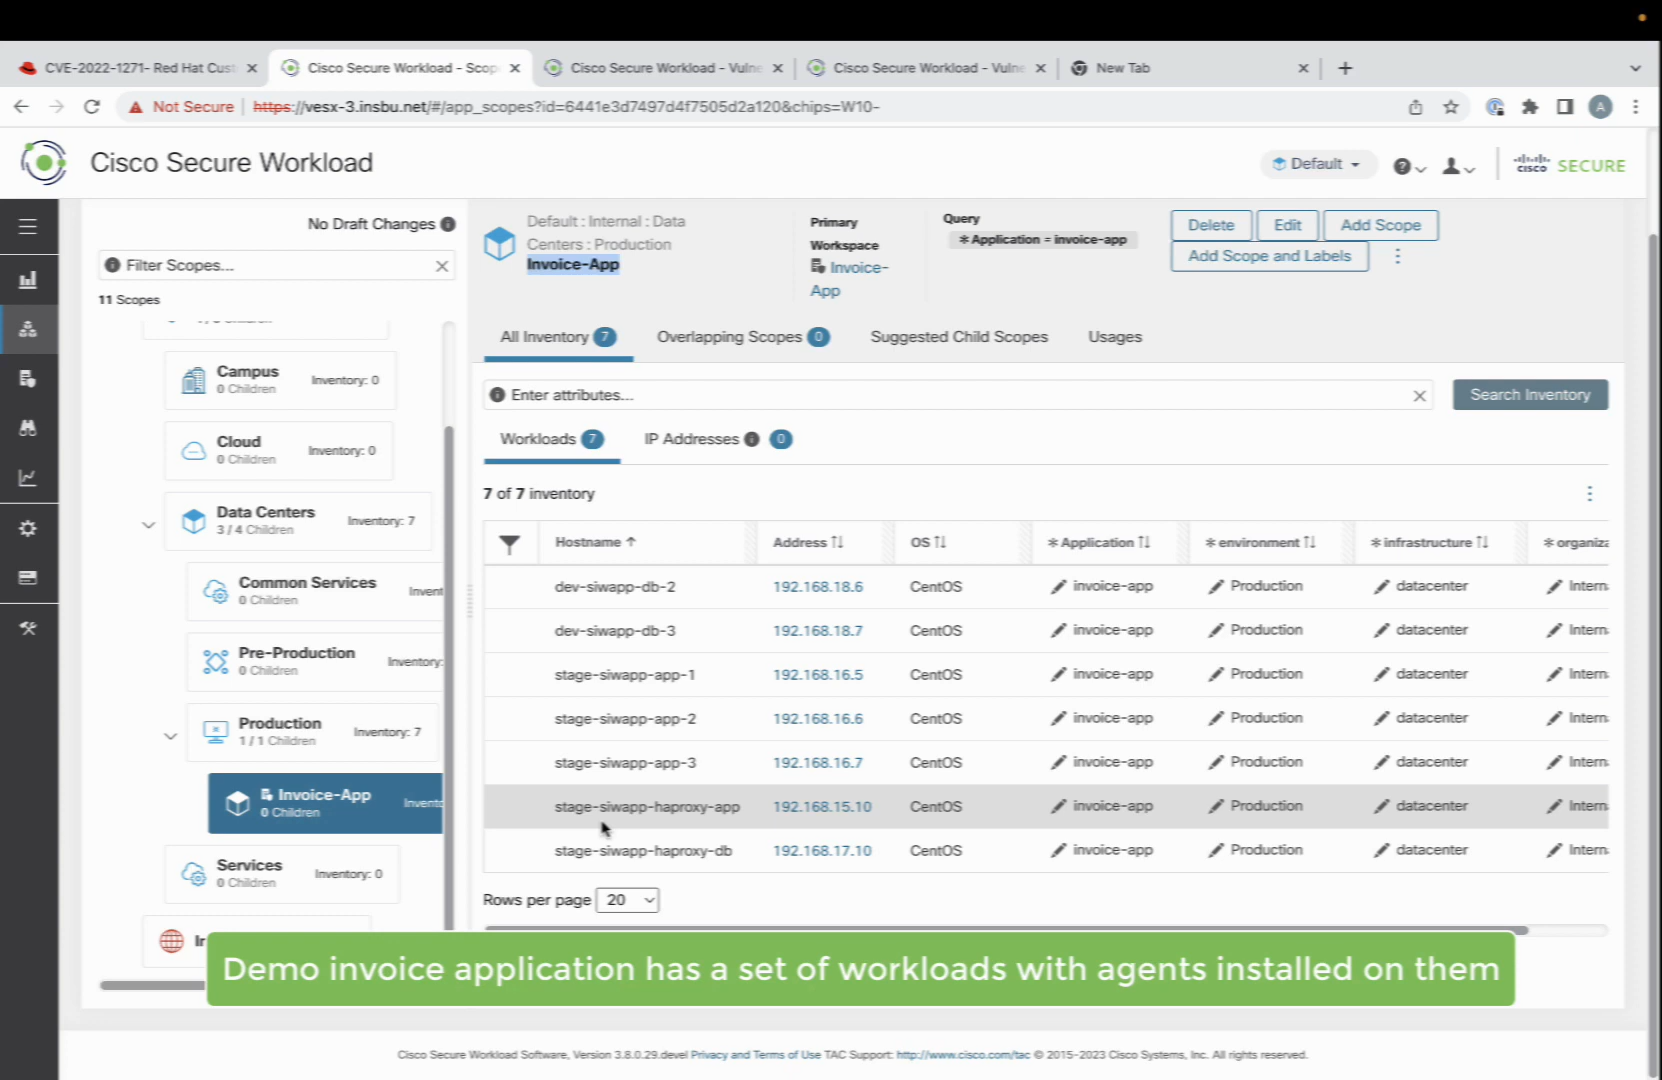 CVE-2022-1271- Red Hat Cust
Cisco Secure Workload - Scop
Cisco Secure Workload - Vulne
Cisco Secure Workload - Vulne
New Tab
Not Secure
https://vesx-3.insbu.net/#/app_scopes?id=6441e3d7497d4f7505d2a120&chips=W10-
A
Cisco Secure Workload
Default
cisco SECURE
No Draft Changes
Filter Scopes...
11 Scopes
Campus
0 Children
Inventory: 0
Cloud
0 Children
Inventory: 0
Data Centers
3 / 4 Children
Inventory: 7
Common Services
0 Children
Invent
Pre-Production
0 Children
Inventory:
Production
1 / 1 Children
Inventory: 7
Invoice-App
0 Children
Invento
Services
0 Children
Inventory: 0
Default : Internal : Data
Centers : Production
Invoice-App
Primary
Workspace
Invoice-
App
Query
* Application = invoice-app
Delete
Edit
Add Scope
Add Scope and Labels
All Inventory 7
Overlapping Scopes 0
Suggested Child Scopes
Usages
Enter attributes...
Search Inventory
Workloads 7
IP Addresses 0
7 of 7 inventory
Hostname ↑ Address ↑↓ OS ↑↓ * Application ↑↓ * environment ↑↓ * infrastructure ↑↓ * organiza
dev-siwapp-db-2 192.168.18.6 CentOS invoice-app Production datacenter Intern
dev-siwapp-db-3 192.168.18.7 CentOS invoice-app Production datacenter Intern
stage-siwapp-app-1 192.168.16.5 CentOS invoice-app Production datacenter Intern
stage-siwapp-app-2 192.168.16.6 CentOS invoice-app Production datacenter Intern
stage-siwapp-app-3 192.168.16.7 CentOS invoice-app Production datacenter Intern
stage-siwapp-haproxy-app 192.168.15.10 CentOS invoice-app Production datacenter Intern
stage-siwapp-haproxy-db 192.168.17.10 CentOS invoice-app Production datacenter Intern
Rows per page 20
Demo invoice application has a set of workloads with agents installed on them
Cisco Secure Workload Software, Version 3.8.0.29.devel Privacy and Terms of Use TAC Support: http://www.cisco.com/tac © 2015-2023 Cisco Systems, Inc. All rights reserved.